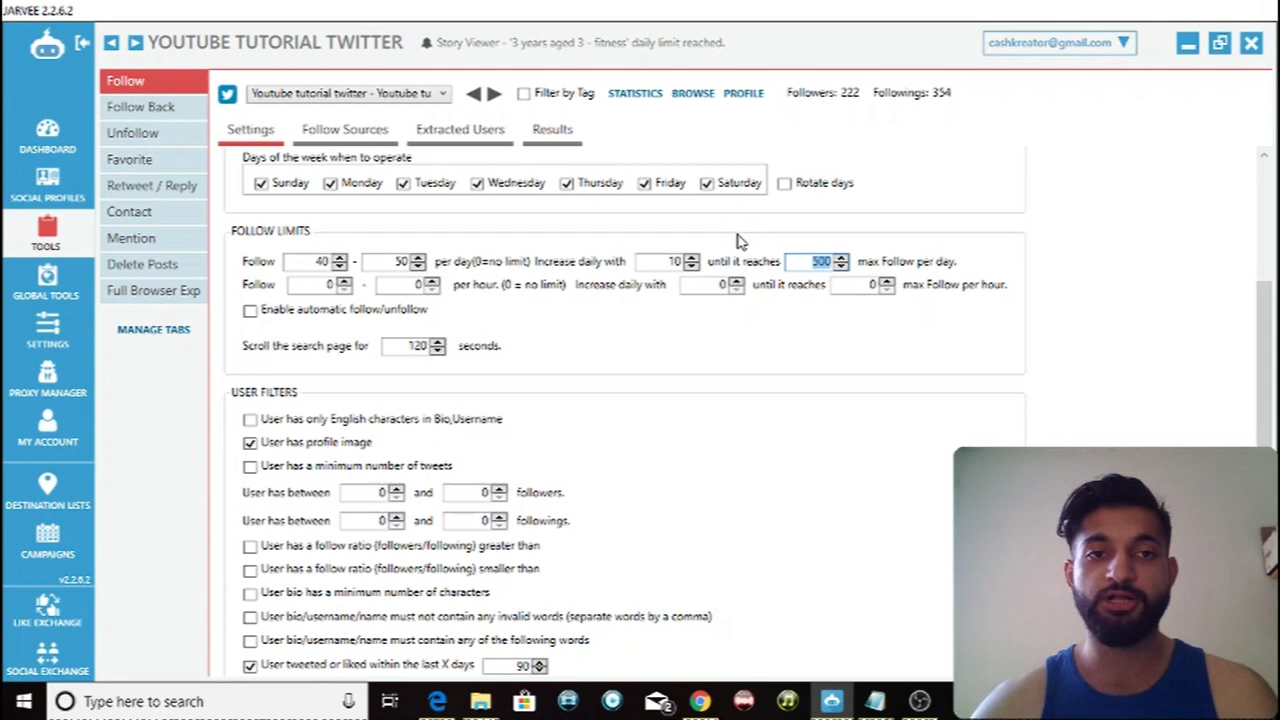 JARVEE 2.2.6.2
YOUTUBE TUTORIAL TWITTER
Story Viewer - '3 years aged 3 - fitness' daily limit reached.
cashkreator@gmail.com
DASHBOARD
SOCIAL PROFILES
TOOLS
GLOBAL TOOLS
SETTINGS
PROXY MANAGER
MY ACCOUNT
DESTINATION LISTS
CAMPAIGNS
v2.2.6.2
LIKE EXCHANGE
SOCIAL EXCHANGE
Follow
Follow Back
Unfollow
Favorite
Retweet / Reply
Contact
Mention
Delete Posts
Full Browser Exp
MANAGE TABS
Youtube tutorial twitter - Youtube tu
Filter by Tag
STATISTICS
BROWSE
PROFILE
Followers: 222
Followings: 354
Settings
Follow Sources
Extracted Users
Results
Days of the week when to operate
Sunday Monday Tuesday Wednesday Thursday Friday Saturday Rotate days
FOLLOW LIMITS
Follow 40 - 50 per day(0=no limit) Increase daily with 10 until it reaches 500 max Follow per day.
Follow 0 - 0 per hour. (0 = no limit) Increase daily with 0 until it reaches 0 max Follow per hour.
Enable automatic follow/unfollow
Scroll the search page for 120 seconds.
USER FILTERS
User has only English characters in Bio,Username
User has profile image
User has a minimum number of tweets
User has between 0 and 0 followers.
User has between 0 and 0 followings.
User has a follow ratio (followers/following) greater than
User has a follow ratio (followers/following) smaller than
User bio has a minimum number of characters
User bio/username/name must not contain any invalid words (separate words by a comma)
User bio/username/name must contain any of the following words
User tweeted or liked within the last X days 90
Type here to search
2